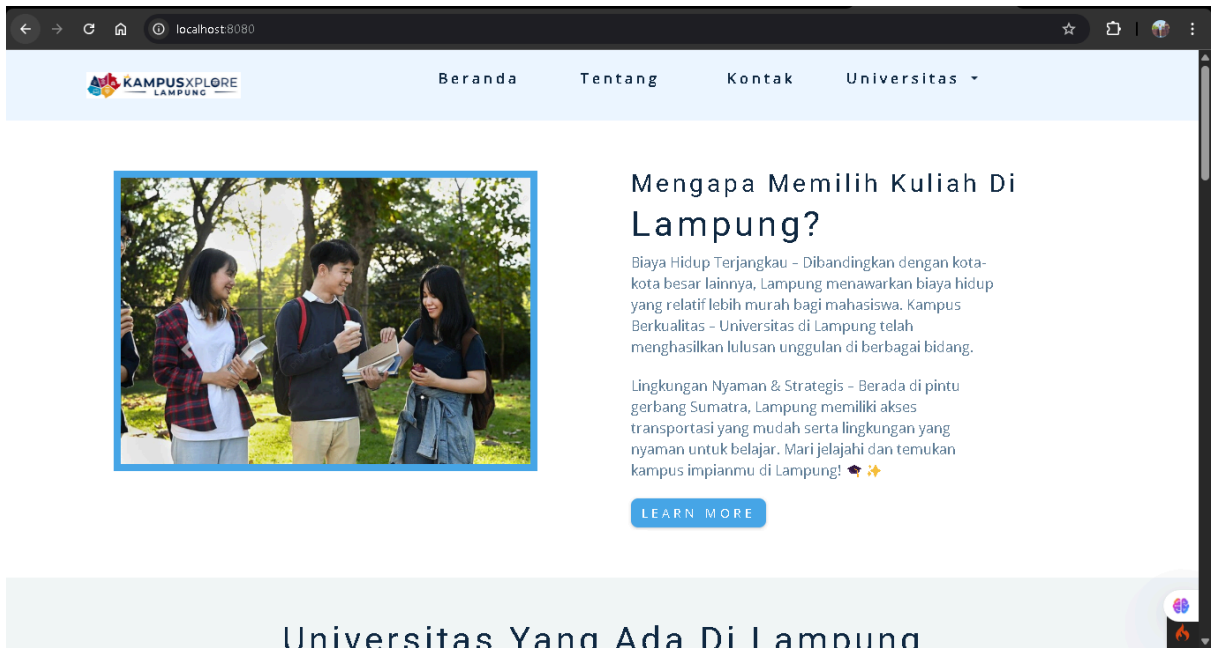 localhost:8080
KAMPUSXPLORE
LAMPUNG
Beranda Tentang Kontak Universitas
Mengapa Memilih Kuliah Di
Lampung?
Biaya Hidup Terjangkau – Dibandingkan dengan kota-
kota besar lainnya, Lampung menawarkan biaya hidup
yang relatif lebih murah bagi mahasiswa. Kampus
Berkualitas – Universitas di Lampung telah
menghasilkan lulusan unggulan di berbagai bidang.
Lingkungan Nyaman & Strategis – Berada di pintu
gerbang Sumatra, Lampung memiliki akses
transportasi yang mudah serta lingkungan yang
nyaman untuk belajar. Mari jelajahi dan temukan
kampus impianmu di Lampung! 🎓 ✨
LEARN MORE
Universitas Yang Ada Di Lampung